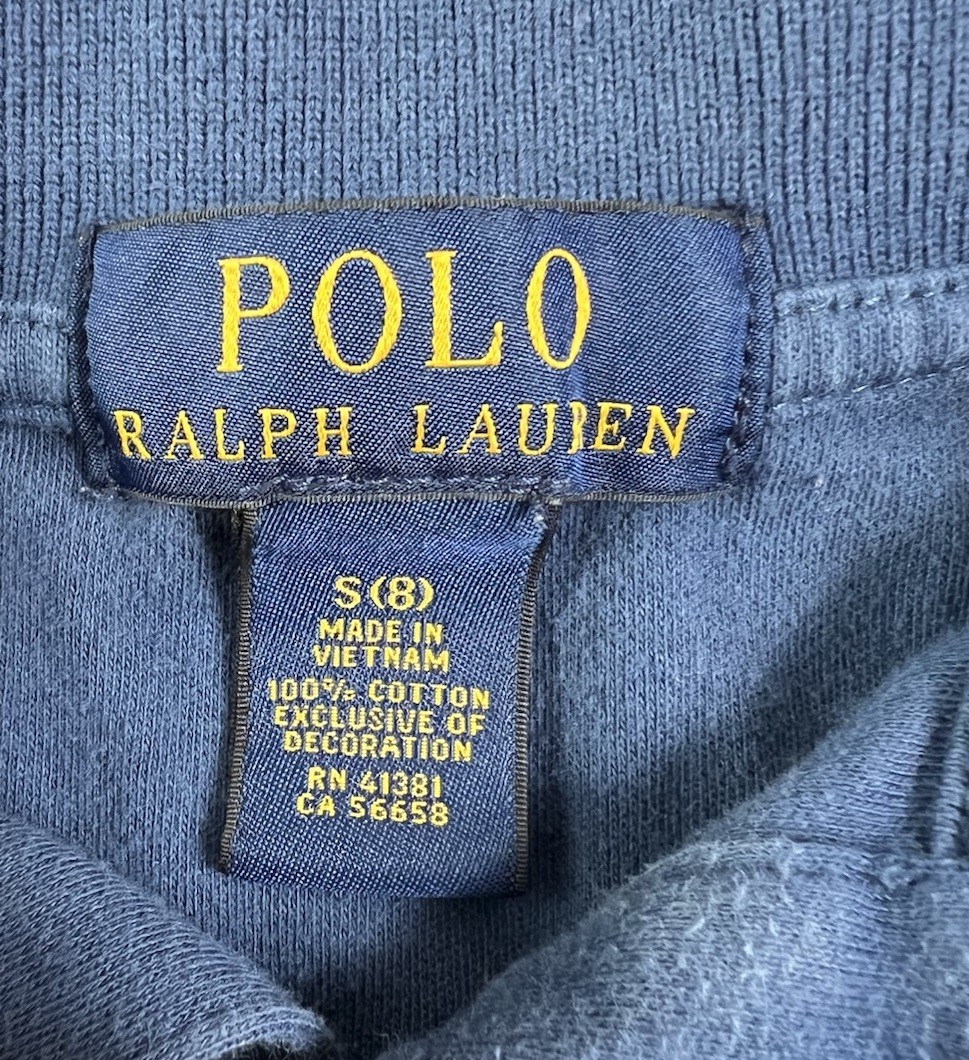 POLO
RALPH LAUREN
S(8)
MADE IN
VIETNAM
100% COTTON
EXCLUSIVE OF
DECORATION
RN 41381
CA 56658